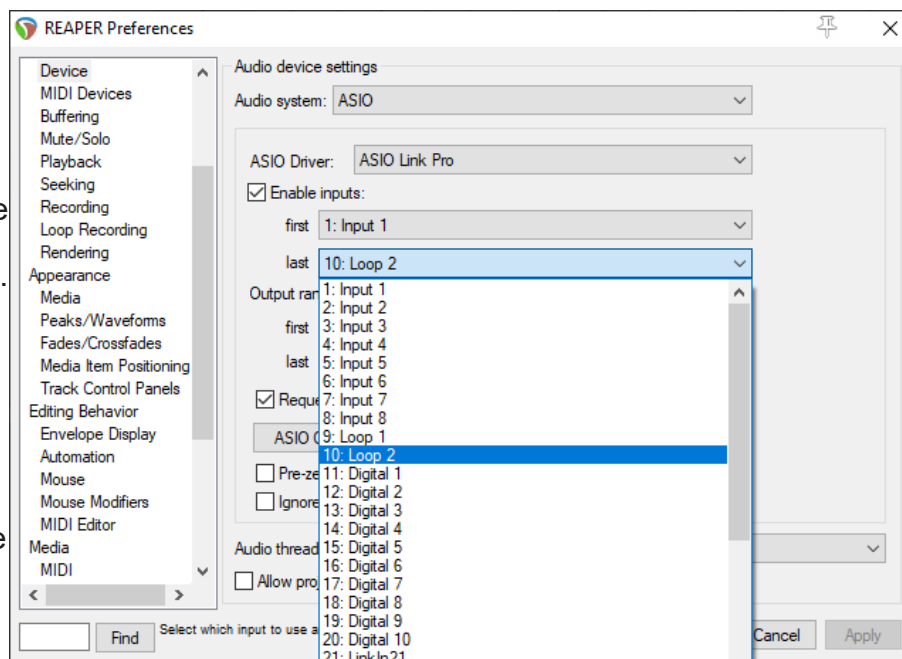 REAPER Preferences
Device
MIDI Devices
Buffering
Mute/Solo
Playback
Seeking
Recording
Loop Recording
Rendering
Appearance
Media
Peaks/Waveforms
Fades/Crossfades
Media Item Positioning
Track Control Panels
Editing Behavior
Envelope Display
Automation
Mouse
Mouse Modifiers
MIDI Editor
Media
MIDI
Audio device settings
Audio system: ASIO
ASIO Driver: ASIO Link Pro
Enable inputs:
first 1: Input 1
last 10: Loop 2
Output ran
first
last
Reque
ASIO C
Pre-ze
Ignore
1: Input 1
2: Input 2
3: Input 3
4: Input 4
5: Input 5
6: Input 6
7: Input 7
8: Input 8
9: Loop 1
10: Loop 2
11: Digital 1
12: Digital 2
13: Digital 3
14: Digital 4
15: Digital 5
16: Digital 6
17: Digital 7
18: Digital 8
19: Digital 9
20: Digital 10
21: LinkIn21
Audio thread
Allow proj
Find
Select which input to use a
Cancel
Apply
e
.
e